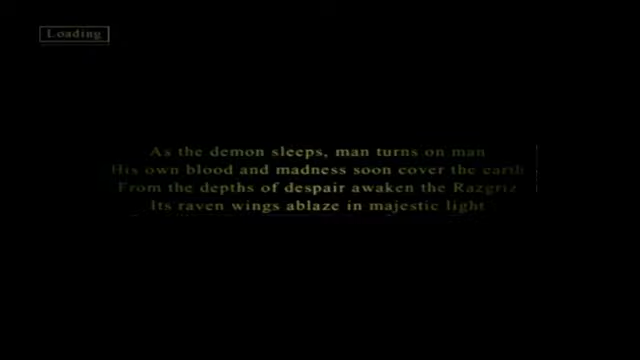 Loading
As the demon sleeps, man turns on man
His own blood and madness soon cover the earth
From the depths of despair awaken the Razgriz
Its raven wings ablaze in majestic light